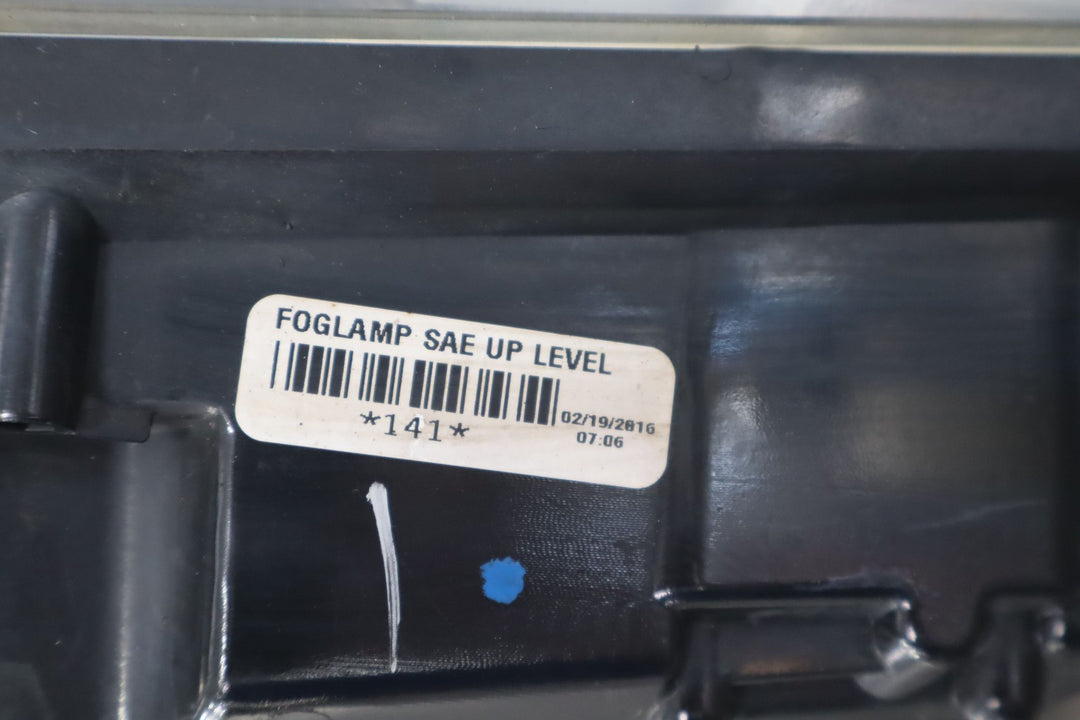 FOGLAMP SAE UP LEVEL
*141*
02/19/2016
07:06